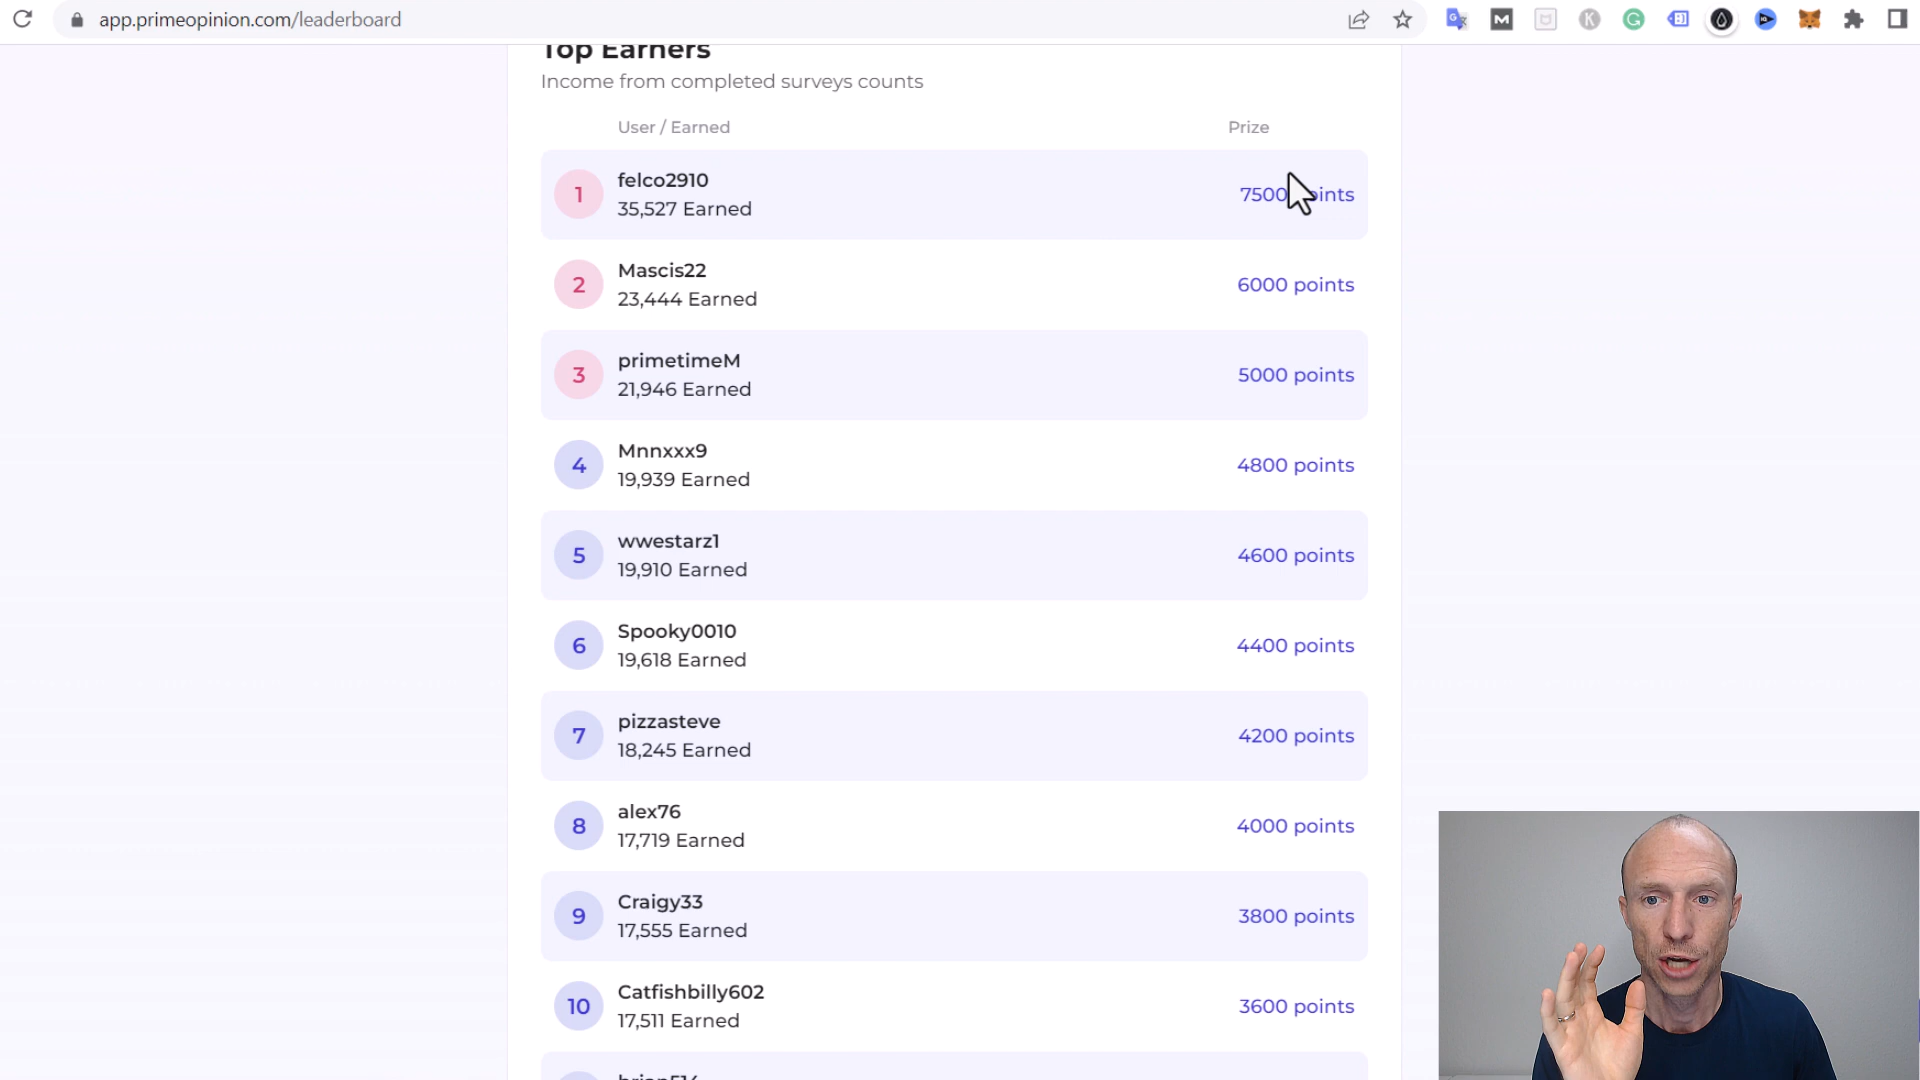 app.primeopinion.com/leaderboard
Top Earners
Income from completed surveys counts
User / Earned Prize
1 felco2910
35,527 Earned
7500
2 Mascis22
23,444 Earned
6000 points
3 primetimeM
21,946 Earned
5000 points
4 Mnnxxx9
19,939 Earned
4800 points
5 wwestarz1
19,910 Earned
4600 points
6 Spooky0010
19,618 Earned
4400 points
7 pizzasteve
18,245 Earned
4200 points
8 alex76
17,719 Earned
4000 points
9 Craigy33
17,555 Earned
3800 points
10 Catfishbilly602
17,511 Earned
3600 points